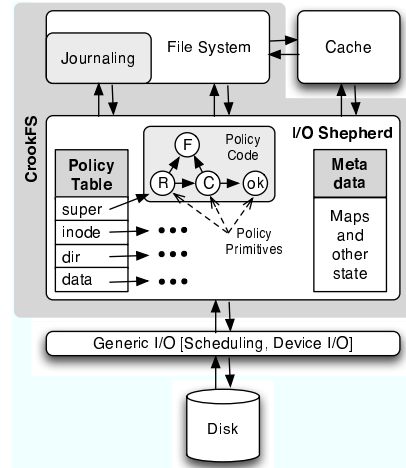 File System
Journaling
Cache
CrookFS
I/O Shepherd
Policy
Code
F
R
C
ok
Policy
Table
super
inode
dir
data
Policy
Primitives
Meta
data
Maps
and
other
state
Generic I/O [Scheduling, Device I/O]
Disk